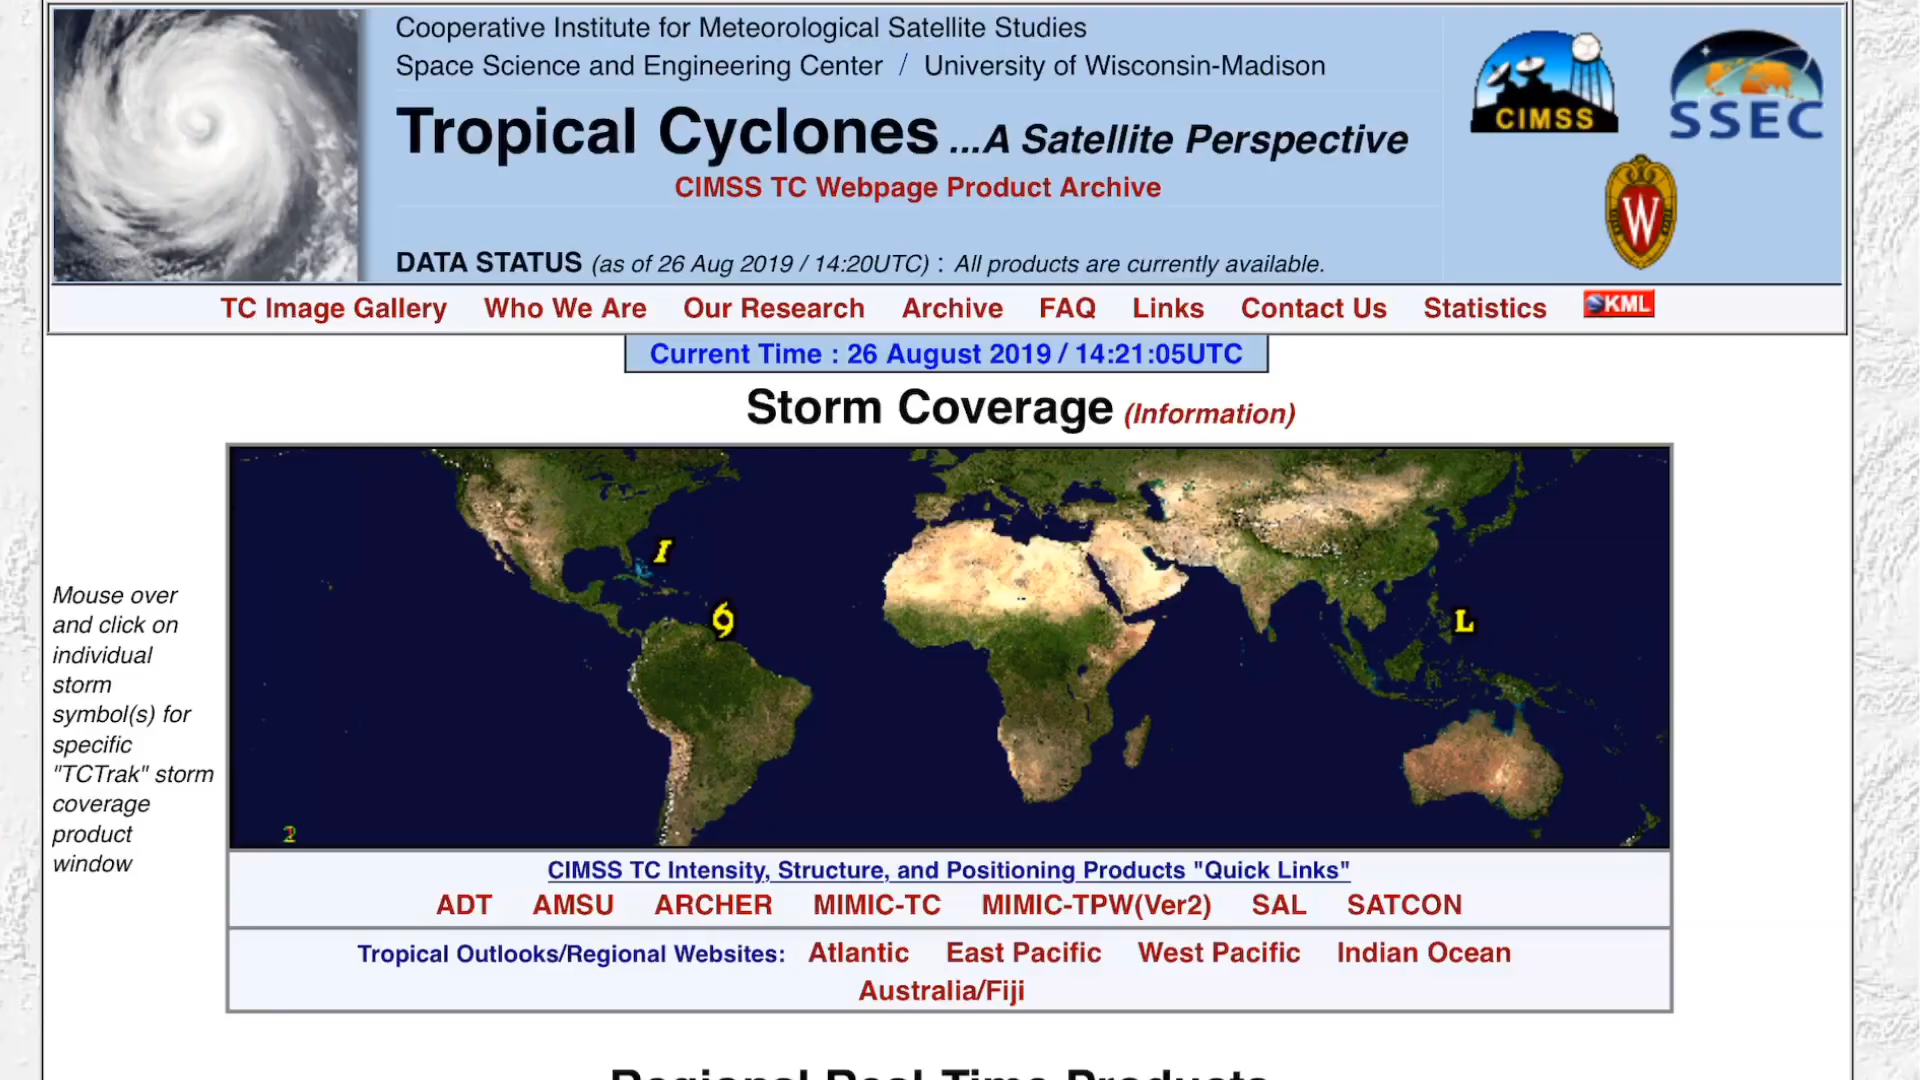 Cooperative Institute for Meteorological Satellite Studies
Space Science and Engineering Center / University of Wisconsin-Madison
Tropical Cyclones ...A Satellite Perspective
CIMSS TC Webpage Product Archive
DATA STATUS (as of 26 Aug 2019 / 14:20UTC) : All products are currently available.
CIMSS
SSEC
W
TC Image Gallery Who We Are Our Research Archive FAQ Links Contact Us Statistics KML
Current Time : 26 August 2019 / 14:21:05UTC
Storm Coverage (Information)
Mouse over
and click on
individual
storm
symbol(s) for
specific
"TCTrak" storm
coverage
product
window
I
L
2
CIMSS TC Intensity, Structure, and Positioning Products "Quick Links"
ADT AMSU ARCHER MIMIC-TC MIMIC-TPW(Ver2) SAL SATCON
Tropical Outlooks/Regional Websites: Atlantic East Pacific West Pacific Indian Ocean
Australia/Fiji
Regional Real-Time Products